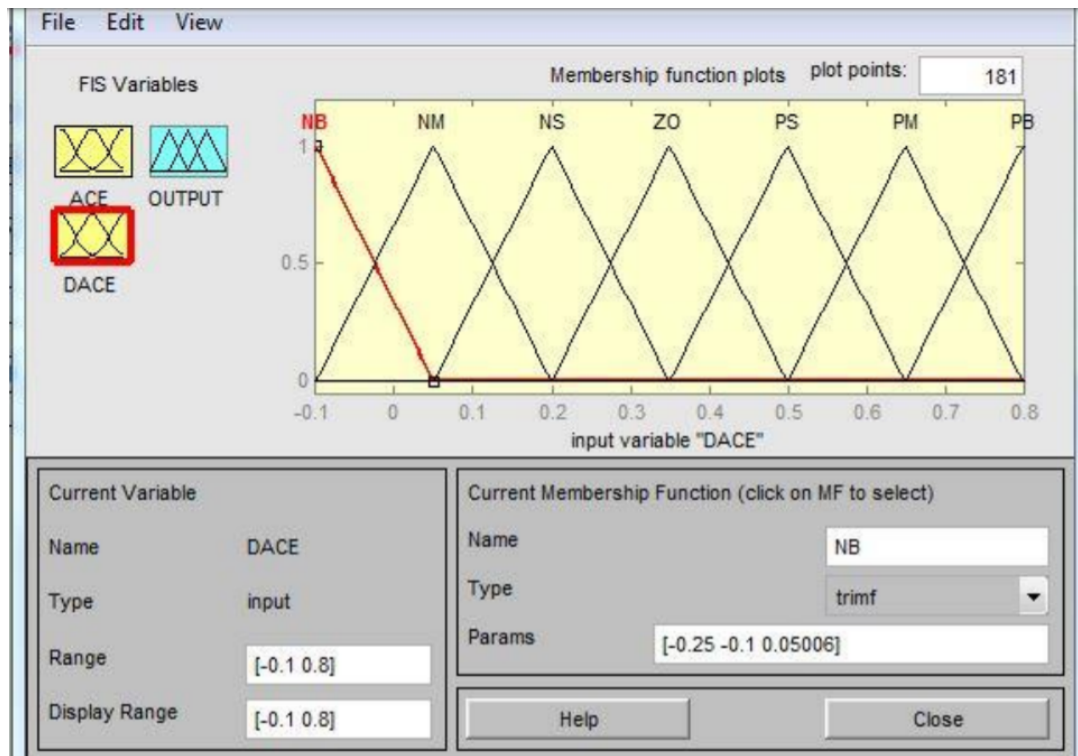 File Edit View
FIS Variables
Membership function plots plot points: 181
NB NM NS ZO PS PM PB
1
0.5
0
-0.1 0 0.1 0.2 0.3 0.4 0.5 0.6 0.7 0.8
input variable "DACE"
ACE OUTPUT
DACE
Current Variable
Name DACE
Type input
Range [-0.1 0.8]
Display Range [-0.1 0.8]
Current Membership Function (click on MF to select)
Name NB
Type trimf
Params [-0.25 -0.1 0.05006]
Help Close